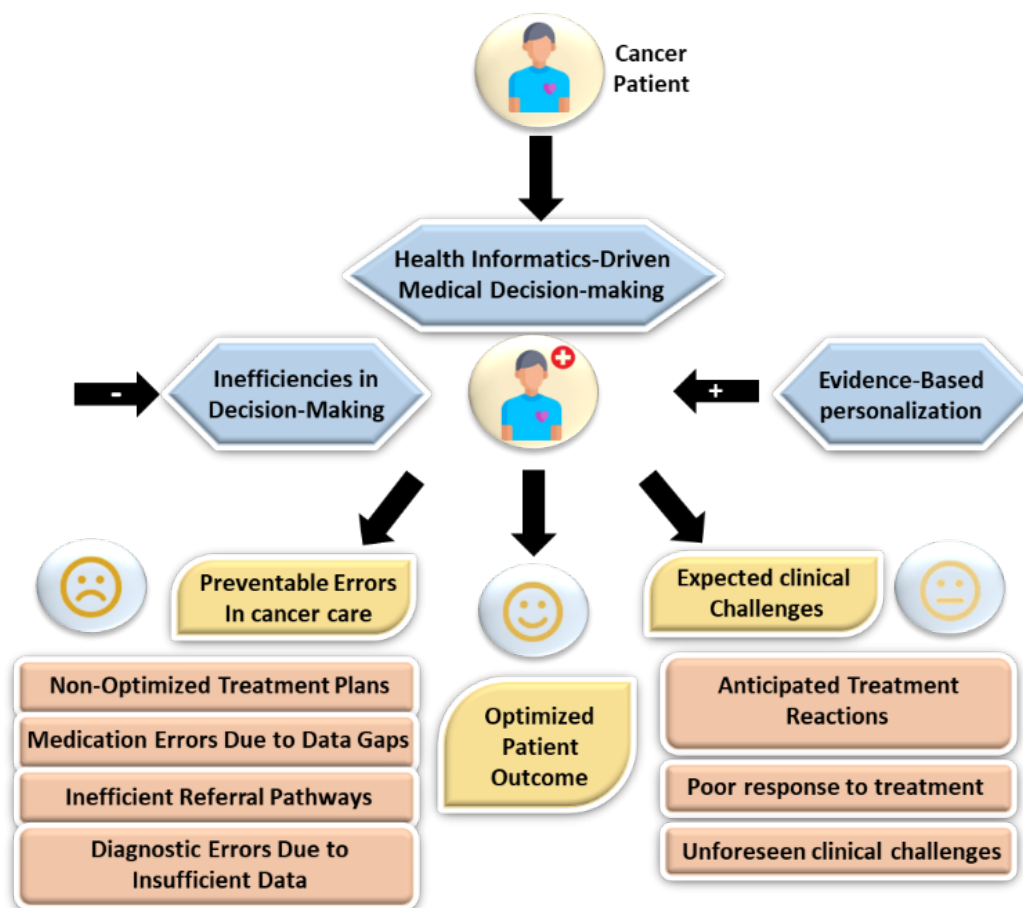 Cancer
Patient
Health Informatics-Driven
Medical Decision-making
-
Inefficiencies in
Decision-Making
+
Evidence-Based
personalization
Preventable Errors
In cancer care
Expected clinical
Challenges
Non-Optimized Treatment Plans
Medication Errors Due to Data Gaps
Inefficient Referral Pathways
Diagnostic Errors Due to
Insufficient Data
Optimized
Patient
Outcome
Anticipated Treatment
Reactions
Poor response to treatment
Unforeseen clinical challenges